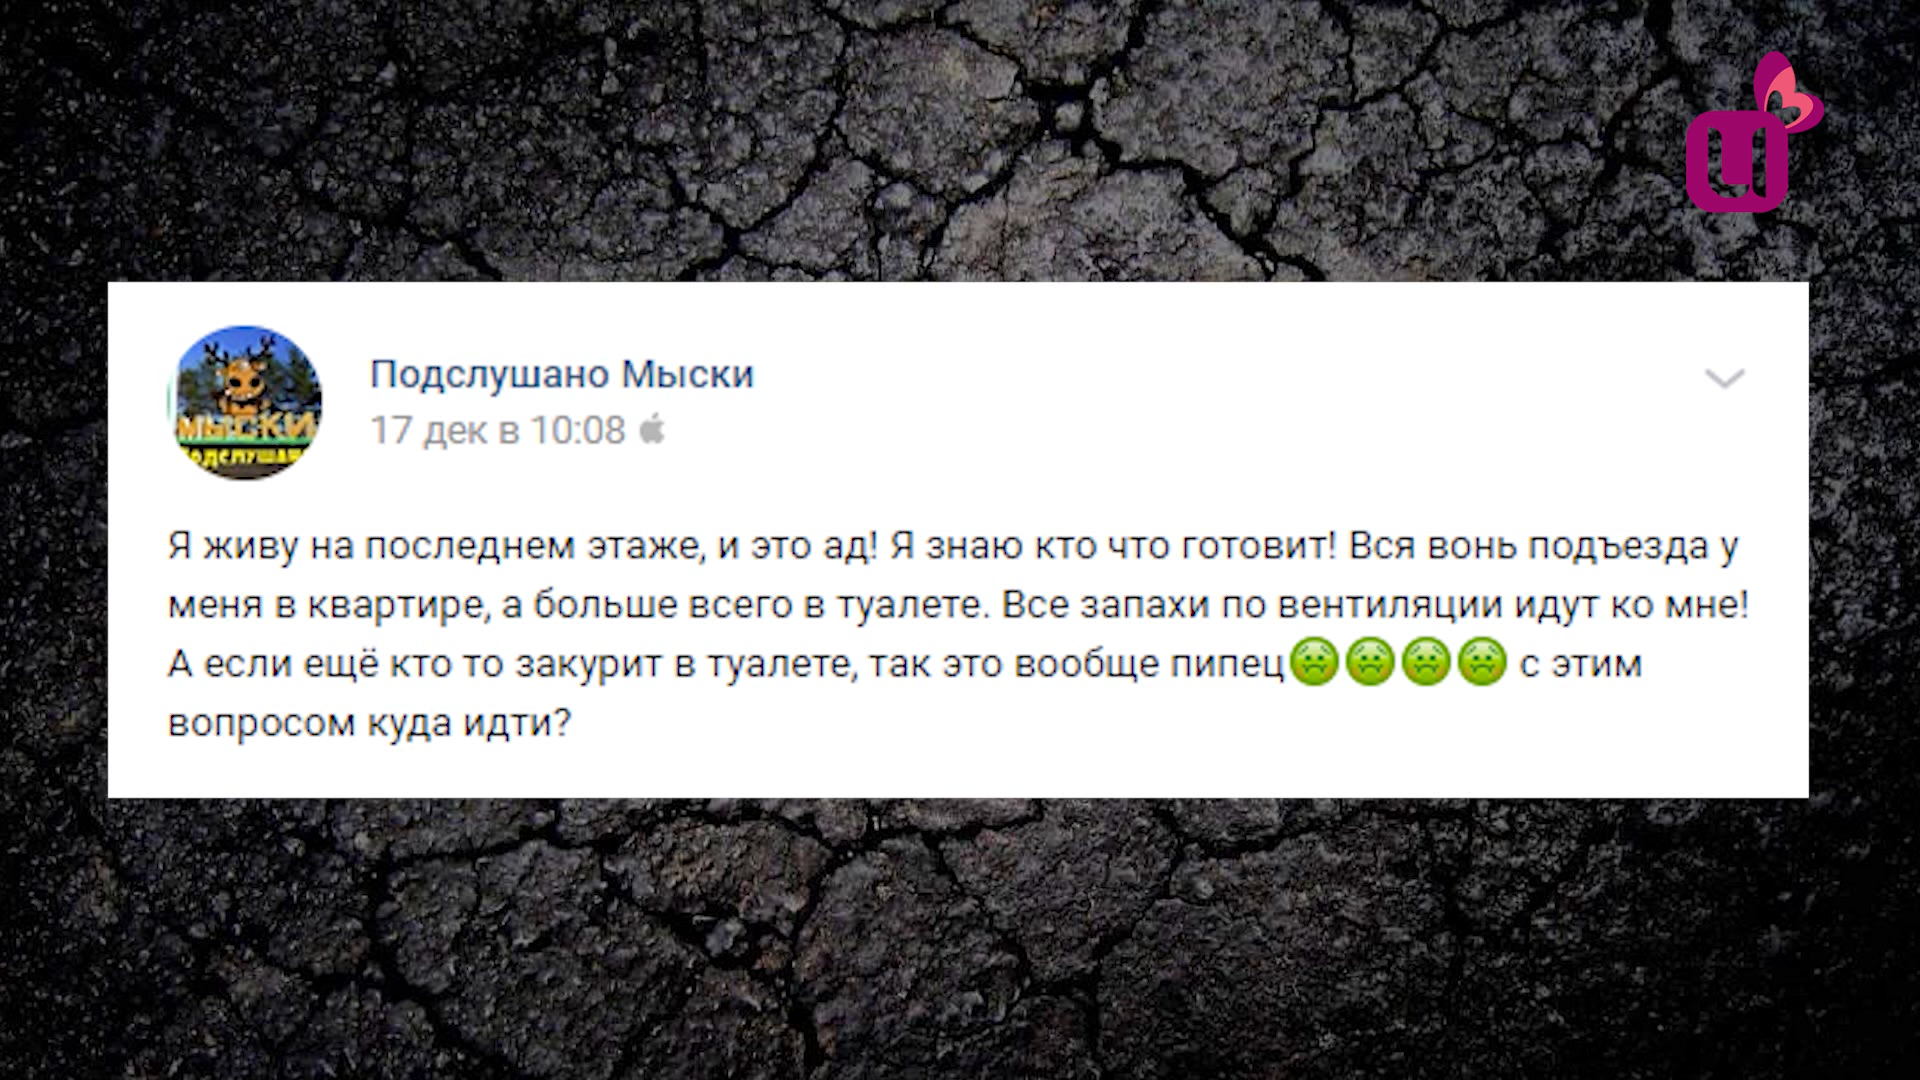 и
Подслушано Мыски
17 дек в 10:08
МЫСКИ
ПОДСЛУШАНО
Я живу на последнем этаже, и это ад! Я знаю кто что готовит! Вся вонь подъезда у
меня в квартире, а больше всего в туалете. Все запахи по вентиляции идут ко мне!
А если ещё кто то закурит в туалете, так это вообще пипец🤢🤢🤢🤢 с этим
вопросом куда идти?